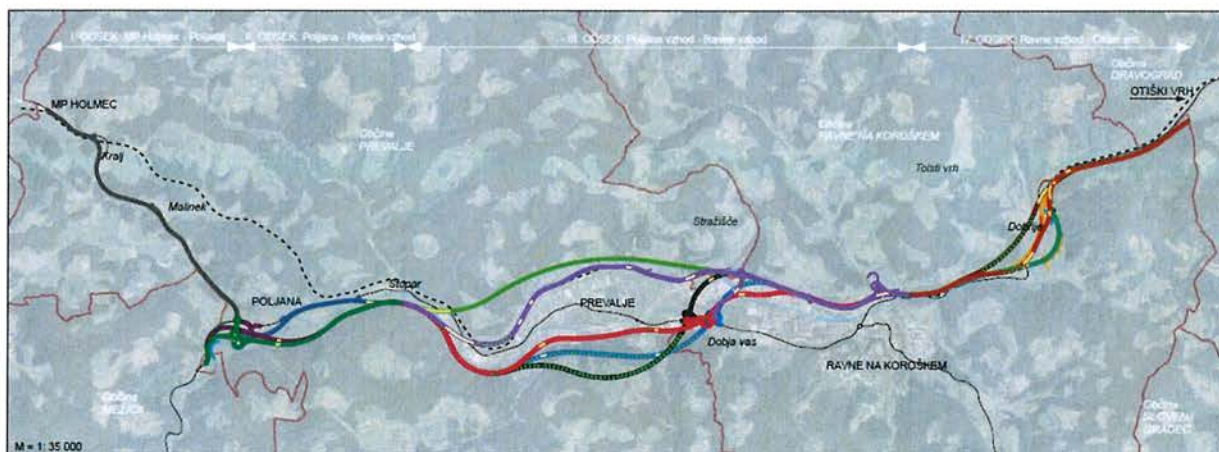 I. ODSEK: MP Holmec - Poljana
II. ODSEK: Poljana - Poljana vzhod
III. ODSEK: Poljana vzhod - Ravne vzhod
IV. ODSEK: Ravne vzhod - Otiški vrh
Občina
DRAVOGRAD
OTIŠKI VRH
MP HOLMEC
Občina
PREVALJE
Občina
RAVNE NA KOROŠKEM
Kralj
Tolsti vrh
Malinek
Stražišče
Dobrije
Stopar
POLJANA
PREVALJE
Dobja vas
RAVNE NA KOROŠKEM
Občina
MEŽICA
Občina
SLOVENJ
GRADEC
M = 1: 35 000